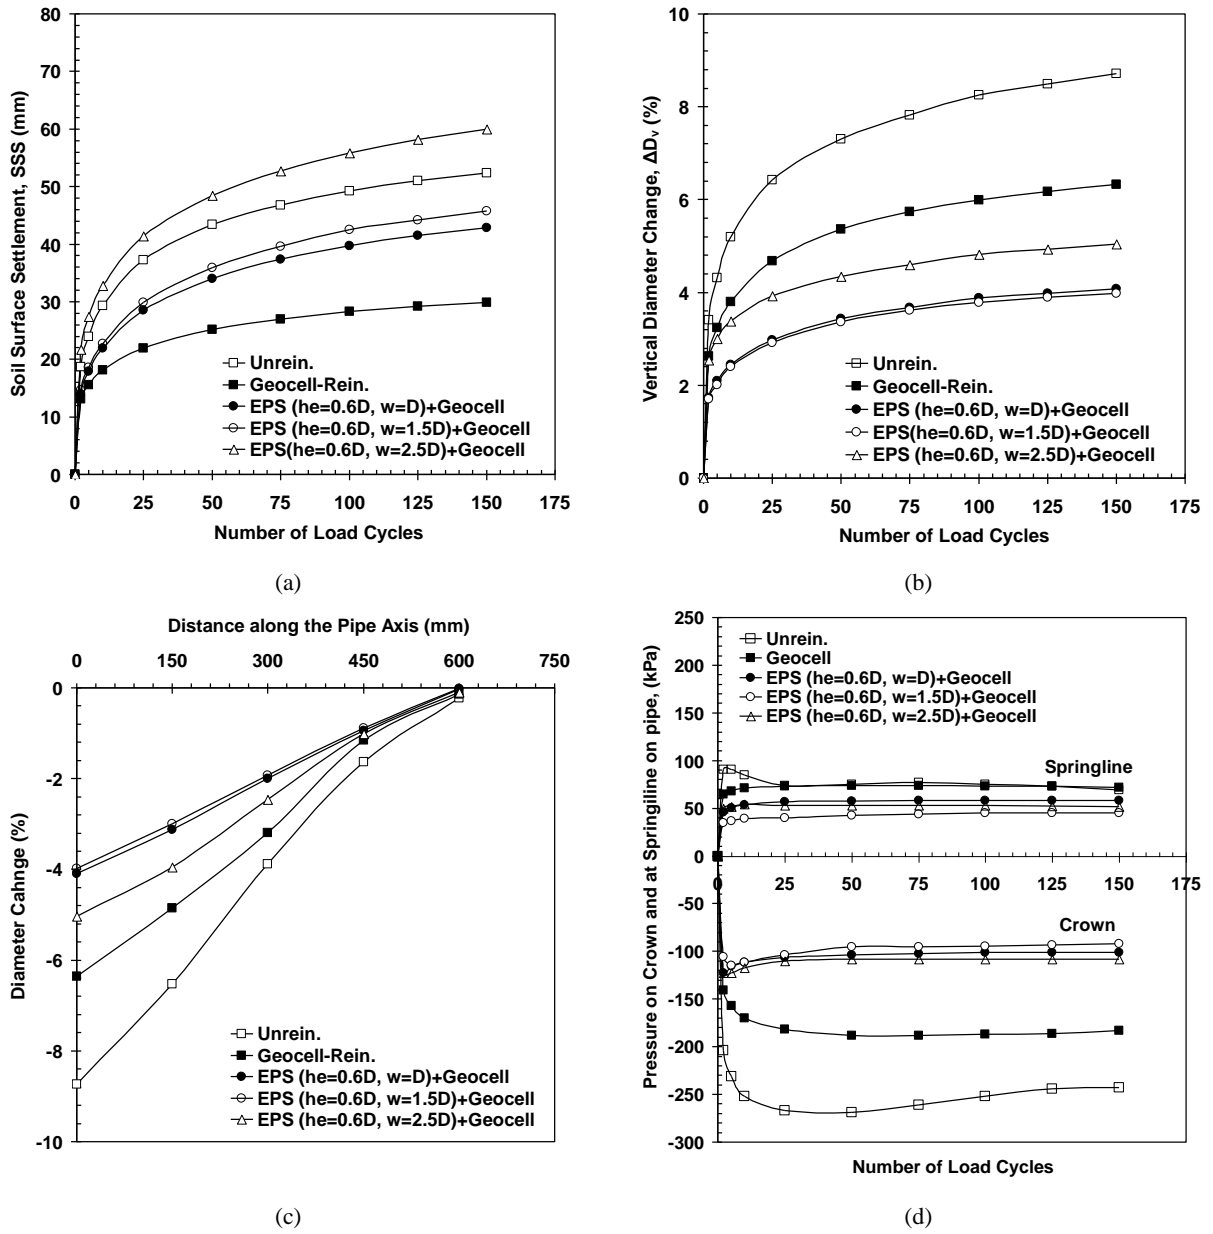 80
70
60
50
40
30
20
10
0
Soil Surface Settlement, SSS (mm)
Unrein.
Geocell-Rein.
EPS (he=0.6D, w=D)+Geocell
EPS (he=0.6D, w=1.5D)+Geocell
EPS(he=0.6D, w=2.5D)+Geocell
0 25 50 75 100 125 150 175
Number of Load Cycles
(a)
10
8
6
4
2
0
Vertical Diameter Change, ΔDv (%)
Unrein.
Geocell-Rein.
EPS (he=0.6D, w=D)+Geocell
EPS(he=0.6D, w=1.5D)+Geocell
EPS (he=0.6D, w=2.5D)+Geocell
0 25 50 75 100 125 150 175
Number of Load Cycles
(b)
Distance along the Pipe Axis (mm)
0 150 300 450 600 750
0
-2
-4
-6
-8
-10
Diameter Cahnge (%)
Unrein.
Geocell-Rein.
EPS (he=0.6D, w=D)+Geocell
EPS (he=0.6D, w=1.5D)+Geocell
EPS (he=0.6D, w=2.5D)+Geocell
(c)
250
200
150
100
50
0
-50
-100
-150
-200
-250
-300
Pressure on Crown and at Springiline on pipe, (kPa)
Unrein.
Geocell
EPS (he=0.6D, w=D)+Geocell
EPS (he=0.6D, w=1.5D)+Geocell
EPS (he=0.6D, w=2.5D)+Geocell
Springline
0 25 50 75 100 125 150 175
Crown
Number of Load Cycles
(d)